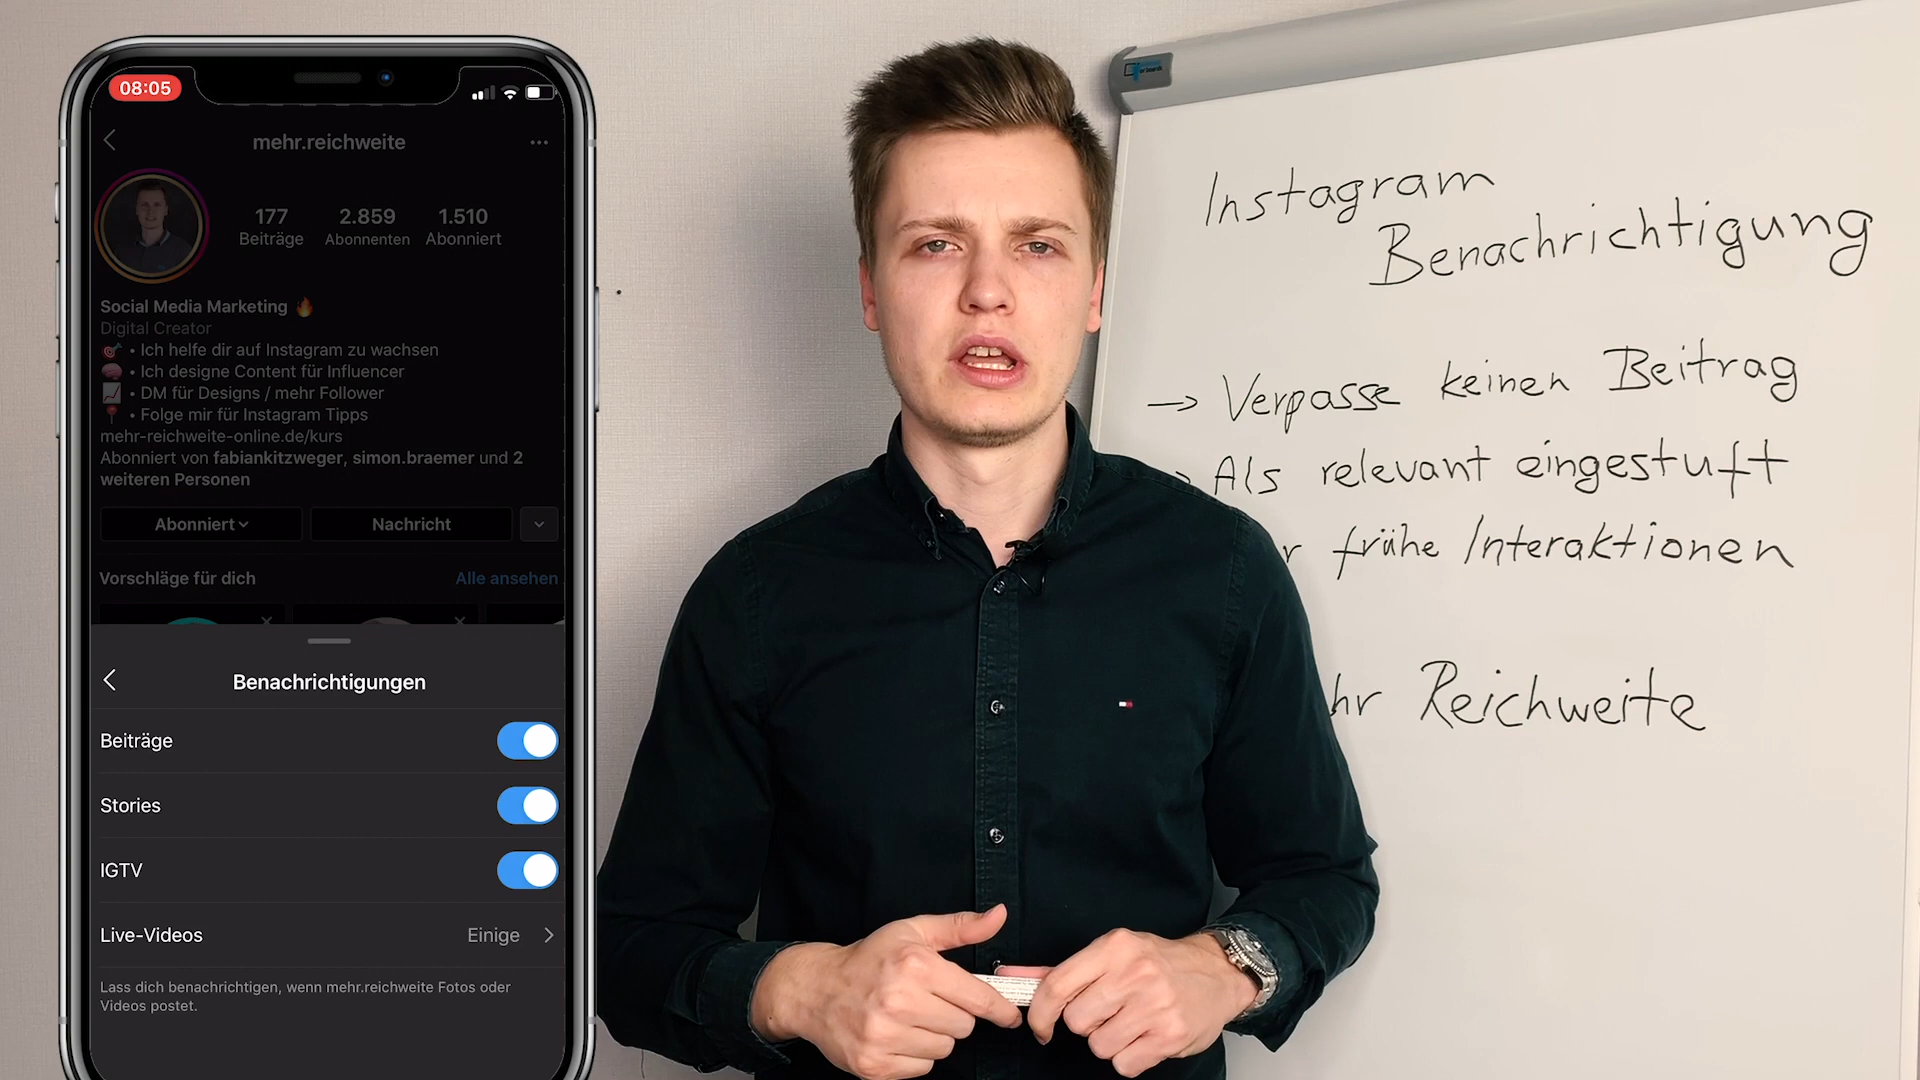 08:05
mehr.reichweite
177
Beiträge
2.859
Abonnenten
1.510
Abonniert
Social Media Marketing 🔥
Digital Creator
🎯 • Ich helfe dir auf Instagram zu wachsen
🧠 • Ich designe Content für Influencer
📈 • DM für Designs / mehr Follower
📍 • Folge mir für Instagram Tipps
mehr-reichweite-online.de/kurs
Abonniert von fabiankitzweger, simon.braemer und 2
weiteren Personen
Abonniert
Nachricht
Vorschläge für dich
Alle ansehen
Benachrichtigungen
Beiträge
Stories
IGTV
Live-Videos
Einige
Lass dich benachrichtigen, wenn mehr.reichweite Fotos oder
Videos postet.
Instagram
Benachrichtigung
→ Verpasse keinen Beitrag
Als relevant eingestuft
r frühe Interaktionen
hr Reichweite